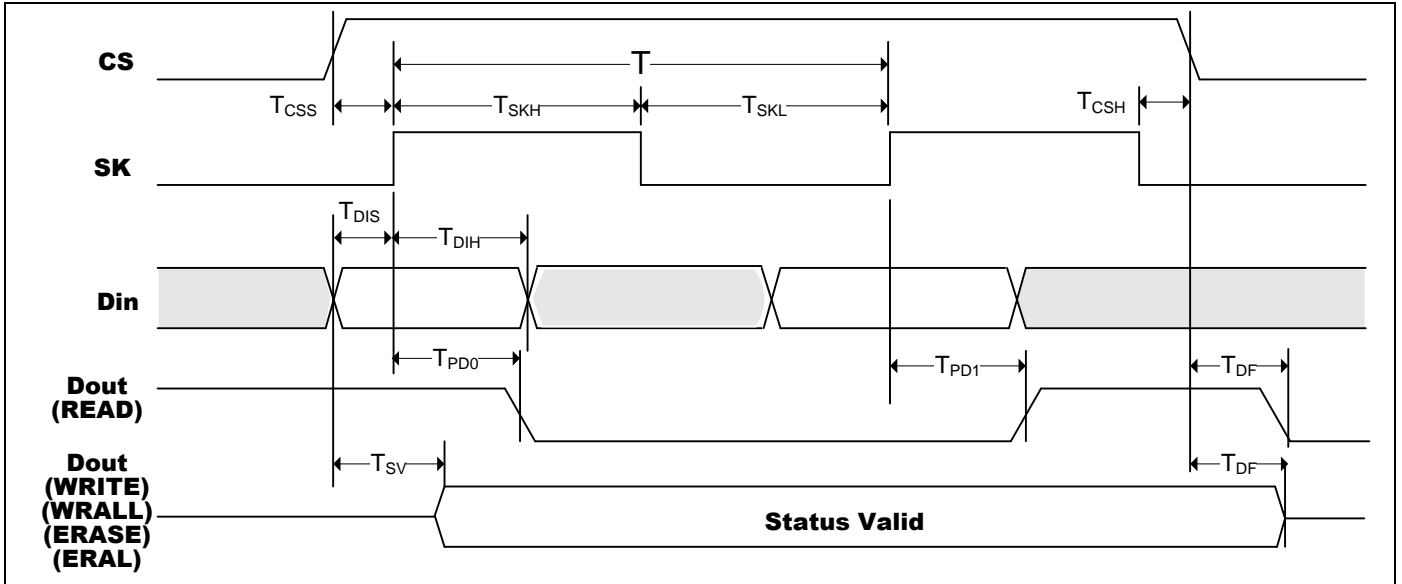 CS
T
TCSS
TSKH
TSKL
TCSH
SK
TDIS
TDIH
Din
TPD0
TPD1
TDF
Dout
(READ)
TSV
TDF
Dout
(WRITE)
(WRALL)
(ERASE)
(ERAL)
Status Valid